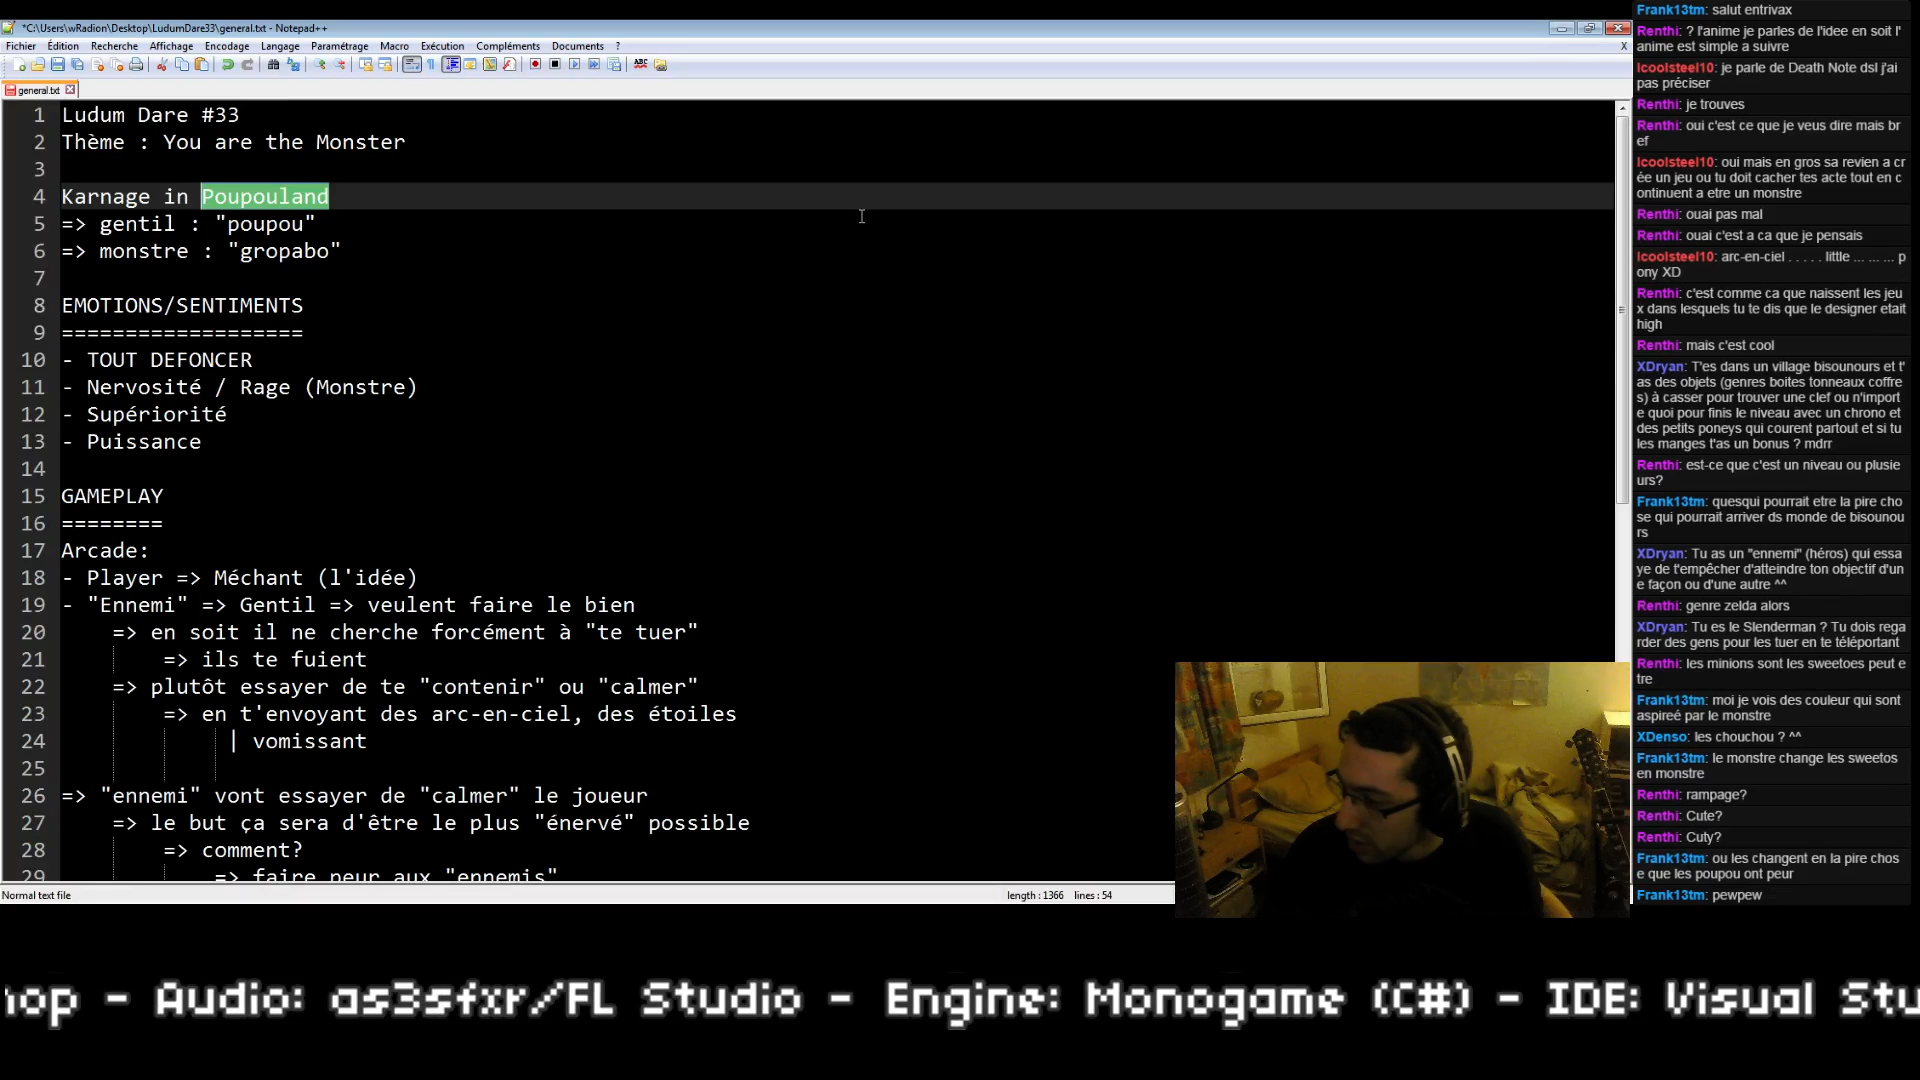 *C:\Users\wRadion\Desktop\LudumDare33\general.txt - Notepad++
Fichier Édition Recherche Affichage Encodage Langage Paramétrage Macro Exécution Compléments Documents ? X
general.txt
1 Ludum Dare #33
2 Thème : You are the Monster
3
4 Karnage in Poupouland
5 => gentil : "poupou"
6 => monstre : "gropabo"
7
8 EMOTIONS/SENTIMENTS
9 ===================
10 - TOUT DEFONCER
11 - Nervosité / Rage (Monstre)
12 - Supériorité
13 - Puissance
14
15 GAMEPLAY
16 ========
17 Arcade:
18 - Player => Méchant (l'idée)
19 - "Ennemi" => Gentil => veulent faire le bien
20 => en soit il ne cherche forcément à "te tuer"
21 => ils te fuient
22 => plutôt essayer de te "contenir" ou "calmer"
23 => en t'envoyant des arc-en-ciel, des étoiles
24 | vomissant
25
26 => "ennemi" vont essayer de "calmer" le joueur
27 => le but ça sera d'être le plus "énervé" possible
28 => comment?
29 => faire peur aux "ennemis"
Normal text file length : 1366 lines : 54
Frank13tm: salut entrivax
Renthi: ? l'anime je parles de l'idee en soit l'
anime est simple a suivre
Icoolsteel10: je parle de Death Note dsl j'ai
pas préciser
Renthi: je trouves
Renthi: oui c'est ce que je veus dire mais br
ef
Icoolsteel10: oui mais en gros sa revien a cr
ée un jeu ou tu doit cacher tes acte tout en c
ontinuent a etre un monstre
Renthi: ouai pas mal
Renthi: ouai c'est a ca que je pensais
Icoolsteel10: arc-en-ciel . . . . . little ... ... ... p
ony XD
Renthi: c'est comme ca que naissent les jeu
x dans lesquels tu te dis que le designer etait
high
Renthi: mais c'est cool
XDryan: T'es dans un village bisounours et t'
as des objets (genres boites tonneaux coffre
s) à casser pour trouver une clef ou n'import
e quoi pour finis le niveau avec un chrono et
des petits poneys qui courent partout et si tu
les manges t'as un bonus ? mdrr
Renthi: est-ce que c'est un niveau ou plusie
urs?
Frank13tm: quesqui pourrait etre la pire cho
se qui pourrait arriver ds monde de bisounou
rs
XDryan: Tu as un "ennemi" (héros) qui essa
ye de t'empêcher d'atteindre ton objectif d'un
e façon ou d'une autre ^^
Renthi: genre zelda alors
XDryan: Tu es le Slenderman ? Tu dois rega
rder des gens pour les tuer en te téléportant
Renthi: les minions sont les sweetoes peut e
tre
Frank13tm: moi je vois des couleur qui sont
aspireé par le monstre
XDenso: les chouchou ? ^^
Frank13tm: le monstre change les sweetos
en monstre
Renthi: rampage?
Renthi: Cute?
Renthi: Cuty?
Frank13tm: ou les changent en la pire chos
e que les poupou ont peur
Frank13tm: pewpew
hop - Audio: as3sfxr/FL Studio - Engine: Monogame (C#) - IDE: Visual Stu